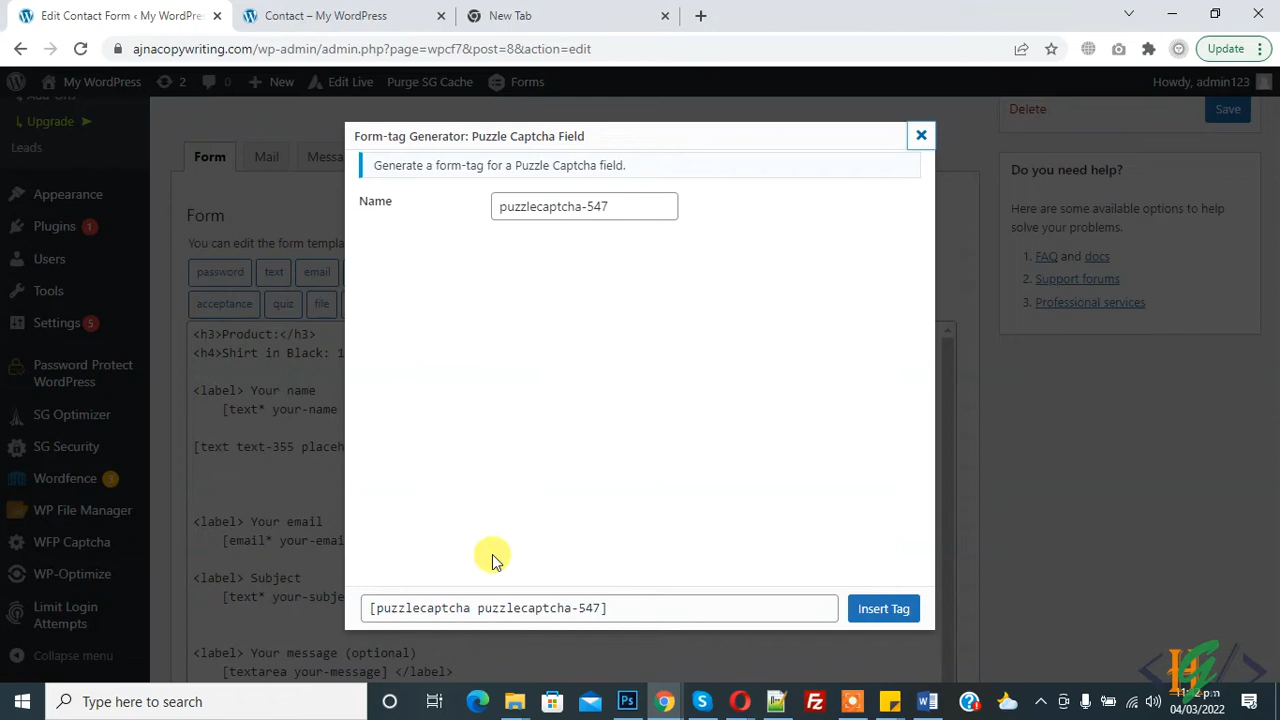 Edit Contact Form ‹ My WordPres
Contact – My WordPress
New Tab
ajnacopywriting.com/wp-admin/admin.php?page=wpcf7&post=8&action=edit
Update
My WordPress
2
0
New
Edit Live
Purge SG Cache
Forms
Howdy, admin123
Add-Ons
Upgrade ➤
Leads
Appearance
Plugins 1
Users
Tools
Settings 5
Password Protect
WordPress
SG Optimizer
SG Security
Wordfence 3
WP File Manager
WFP Captcha
WP-Optimize
Limit Login
Attempts
Collapse menu
Form
Mail
Messa
Form
You can edit the form templa
password
text
email
acceptance
quiz
file
<h3>Product:</h3>
<h4>Shirt in Black: 1
<label> Your name
[text* your-name
[text text-355 placeh
<label> Your email
[email* your-emai
<label> Subject
[text* your-subje
<label> Your message (optional)
[textarea your-message] </label>
Form-tag Generator: Puzzle Captcha Field
Generate a form-tag for a Puzzle Captcha field.
Name
puzzlecaptcha-547
[puzzlecaptcha puzzlecaptcha-547]
Insert Tag
Delete
Save
Do you need help?
Here are some available options to help
solve your problems.
1. FAQ and docs
2. Support forums
3. Professional services
Type here to search
04/03/2022